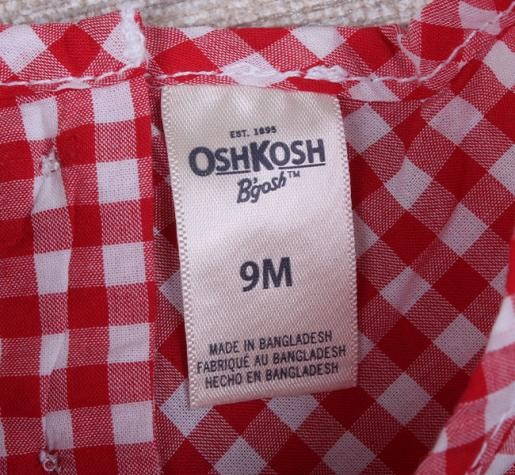 EST. 1895
OSHKOSH
B'gosh™
9M
MADE IN BANGLADESH
FABRIQUÉ AU BANGLADESH
HECHO EN BANGLADESH